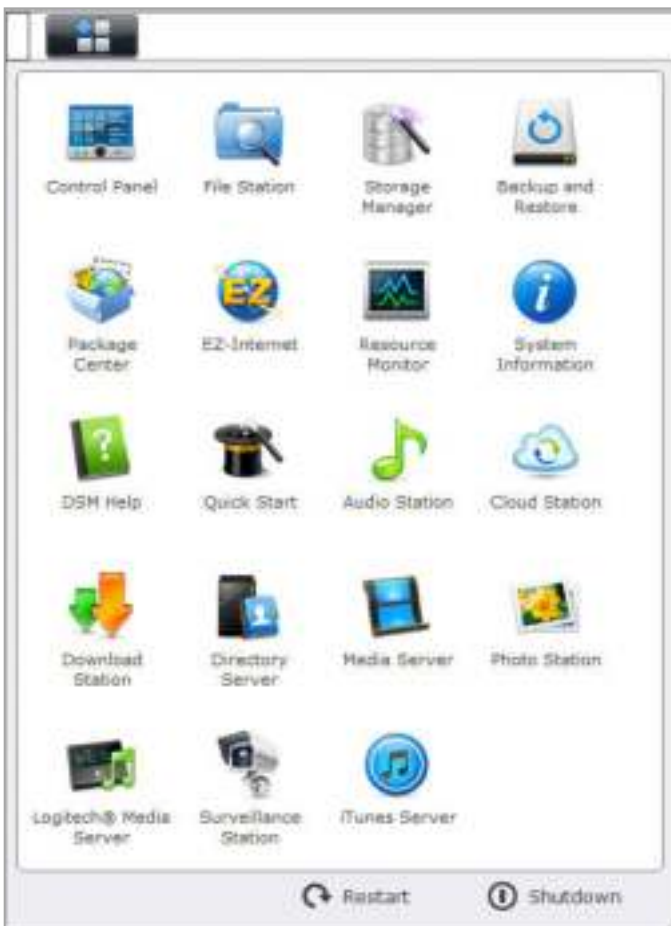 Control Panel
File Station
Storage
Manager
Backup and
Restore
Package
Center
EZ
EZ-Internet
Resource
Monitor
i
System
Information
?
DSM Help
Quick Start
Audio Station
Cloud Station
Download
Station
Directory
Server
Media Server
Photo Station
Logitech® Media
Server
Surveillance
Station
iTunes Server
Restart
Shutdown